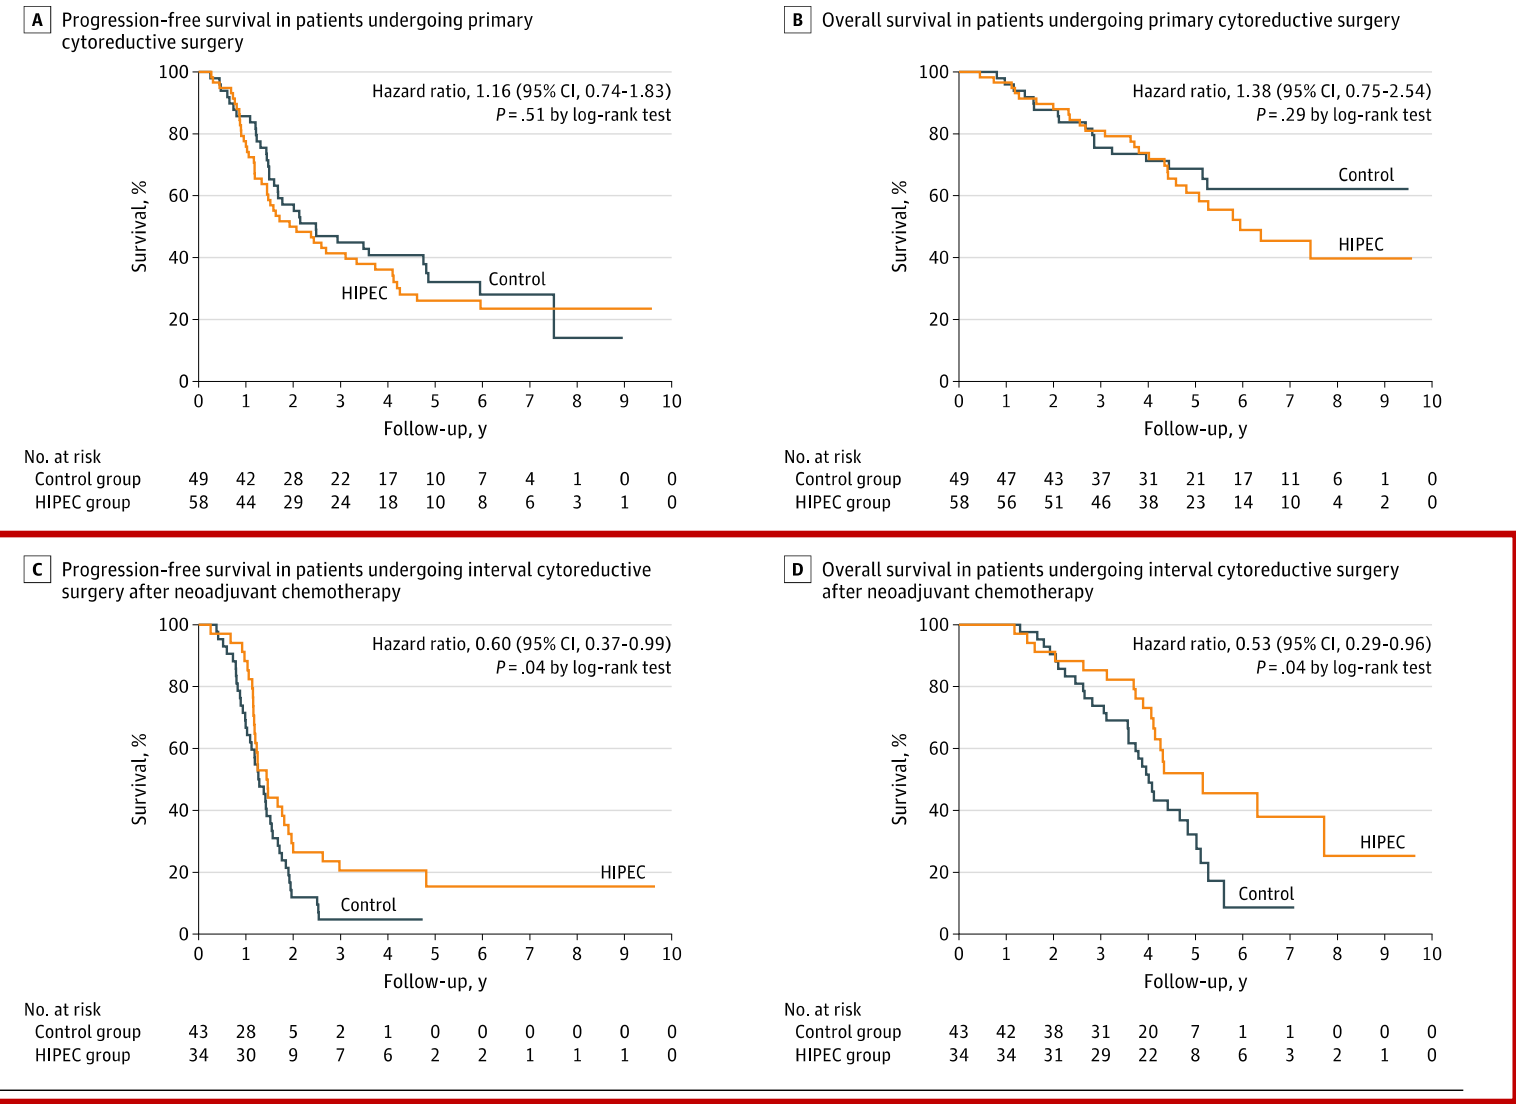 A Progression-free survival in patients undergoing primary
cytoreductive surgery
Hazard ratio, 1.16 (95% CI, 0.74-1.83)
P = .51 by log-rank test
Survival, %
100
80
60
40
20
0
Control
HIPEC
0 1 2 3 4 5 6 7 8 9 10
Follow-up, y
No. at risk
Control group 49 42 28 22 17 10 7 4 1 0 0
HIPEC group 58 44 29 24 18 10 8 6 3 1 0
B Overall survival in patients undergoing primary cytoreductive surgery
Hazard ratio, 1.38 (95% CI, 0.75-2.54)
P = .29 by log-rank test
Survival, %
100
80
60
40
20
0
Control
HIPEC
0 1 2 3 4 5 6 7 8 9 10
Follow-up, y
No. at risk
Control group 49 47 43 37 31 21 17 11 6 1 0
HIPEC group 58 56 51 46 38 23 14 10 4 2 0
C Progression-free survival in patients undergoing interval cytoreductive
surgery after neoadjuvant chemotherapy
Hazard ratio, 0.60 (95% CI, 0.37-0.99)
P = .04 by log-rank test
Survival, %
100
80
60
40
20
0
HIPEC
Control
0 1 2 3 4 5 6 7 8 9 10
Follow-up, y
No. at risk
Control group 43 28 5 2 1 0 0 0 0 0 0
HIPEC group 34 30 9 7 6 2 2 1 1 1 0
D Overall survival in patients undergoing interval cytoreductive surgery
after neoadjuvant chemotherapy
Hazard ratio, 0.53 (95% CI, 0.29-0.96)
P = .04 by log-rank test
Survival, %
100
80
60
40
20
0
HIPEC
Control
0 1 2 3 4 5 6 7 8 9 10
Follow-up, y
No. at risk
Control group 43 42 38 31 20 7 1 1 0 0 0
HIPEC group 34 34 31 29 22 8 6 3 2 1 0